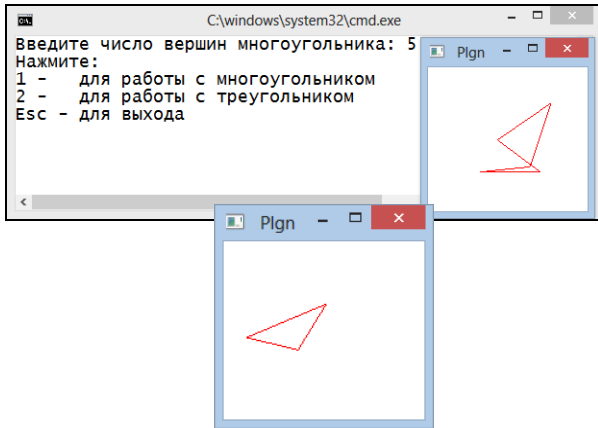 C:\windows\system32\cmd.exe
Введите число вершин многоугольника: 5
Нажмите:
1 -   для работы с многоугольником
2 -   для работы с треугольником
Esc - для выхода
Plgn
Plgn